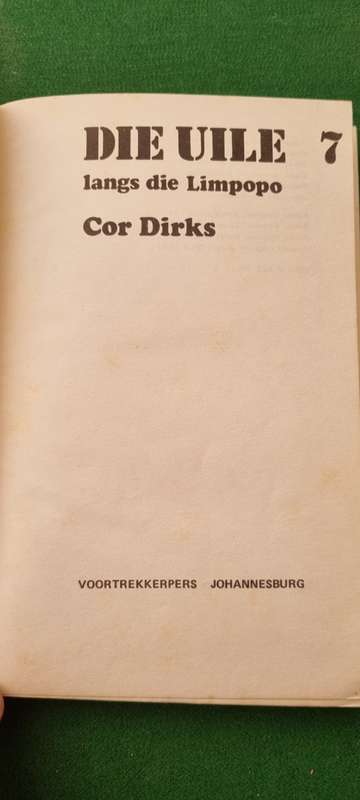 DIE UILE 7
langs die Limpopo
Cor Dirks
VOORTREKKERPERS JOHANNESBURG